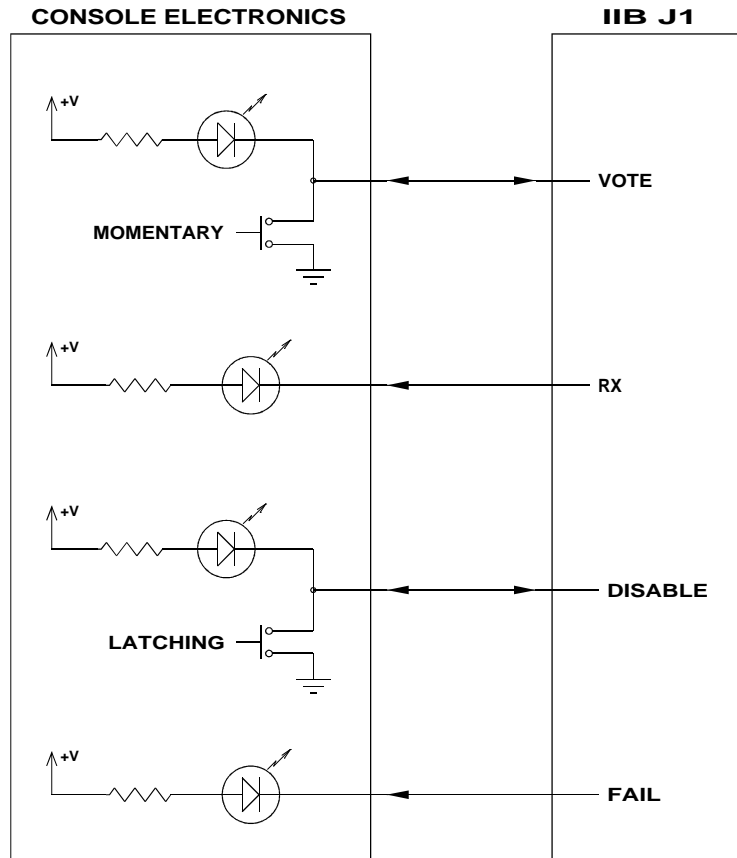 CONSOLE ELECTRONICS
IIB J1
+V
VOTE
MOMENTARY
+V
RX
+V
DISABLE
LATCHING
+V
FAIL